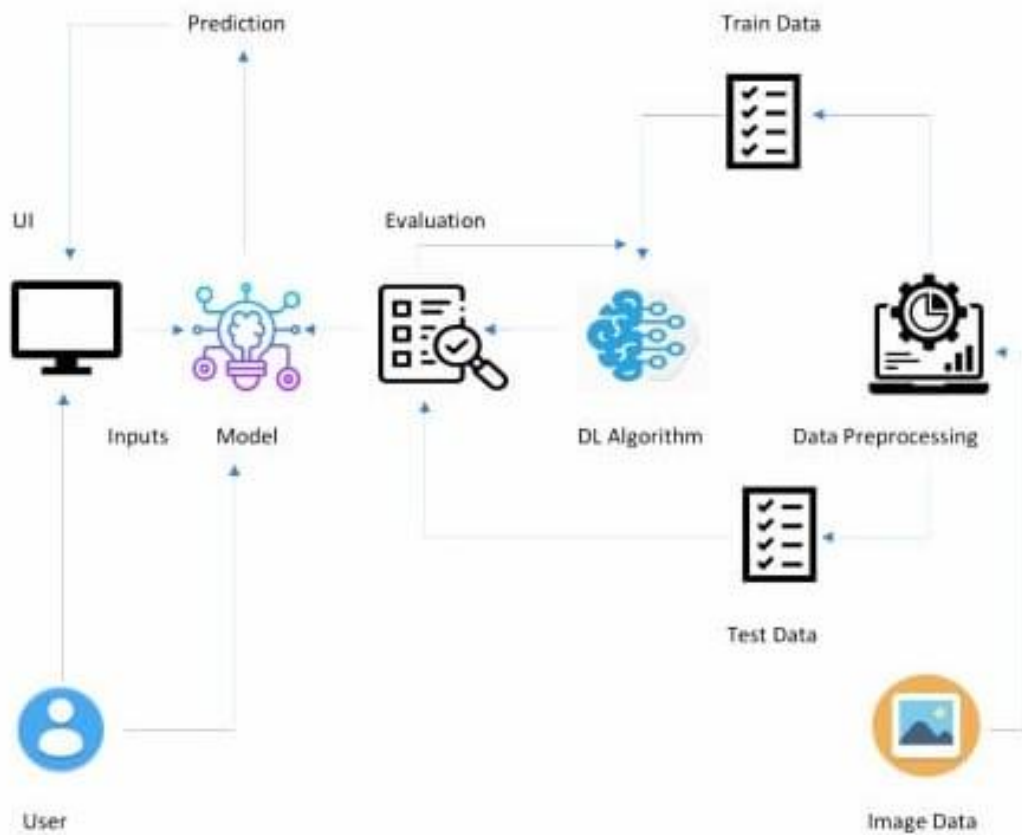 Prediction
Train Data
UI
Evaluation
Inputs
Model
DL Algorithm
Data Preprocessing
Test Data
User
Image Data